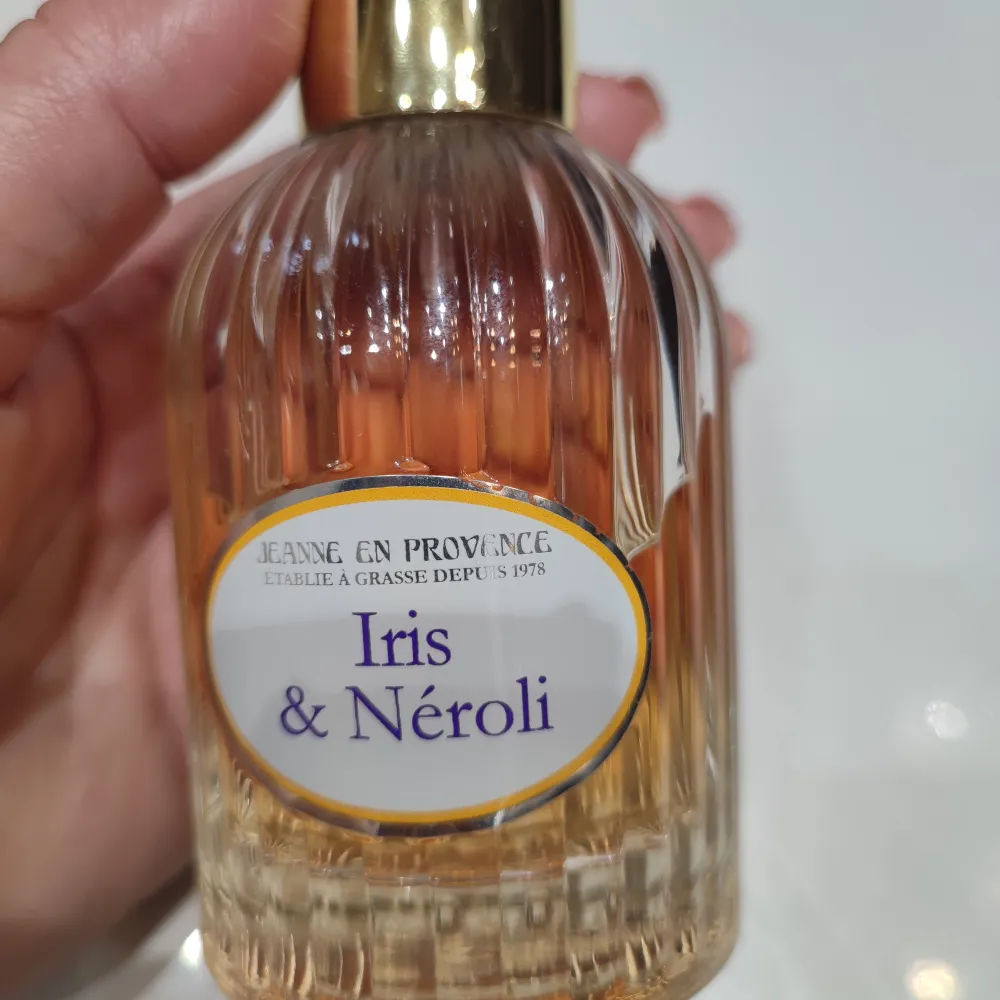 JEANNE EN PROVENCE
ÉTABLIE À GRASSE DEPUIS 1978
Iris
& Néroli